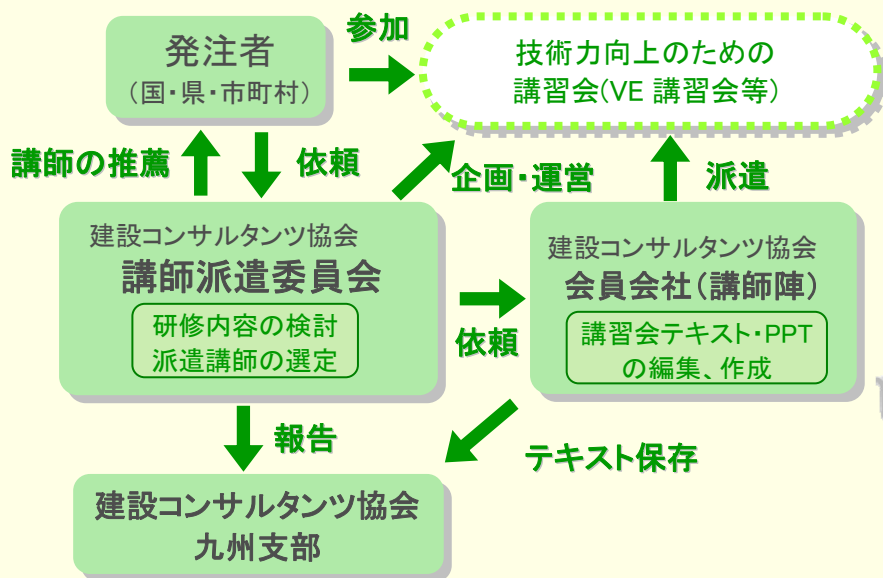 発注者
(国・県・市町村)
参加
技術力向上のための
講習会(VE 講習会等)
講師の推薦
依頼
企画・運営
派遣
建設コンサルタンツ協会
講師派遣委員会
研修内容の検討
派遣講師の選定
依頼
建設コンサルタンツ協会
会員会社(講師陣)
講習会テキスト・PPT
の編集、作成
報告
テキスト保存
建設コンサルタンツ協会
九州支部